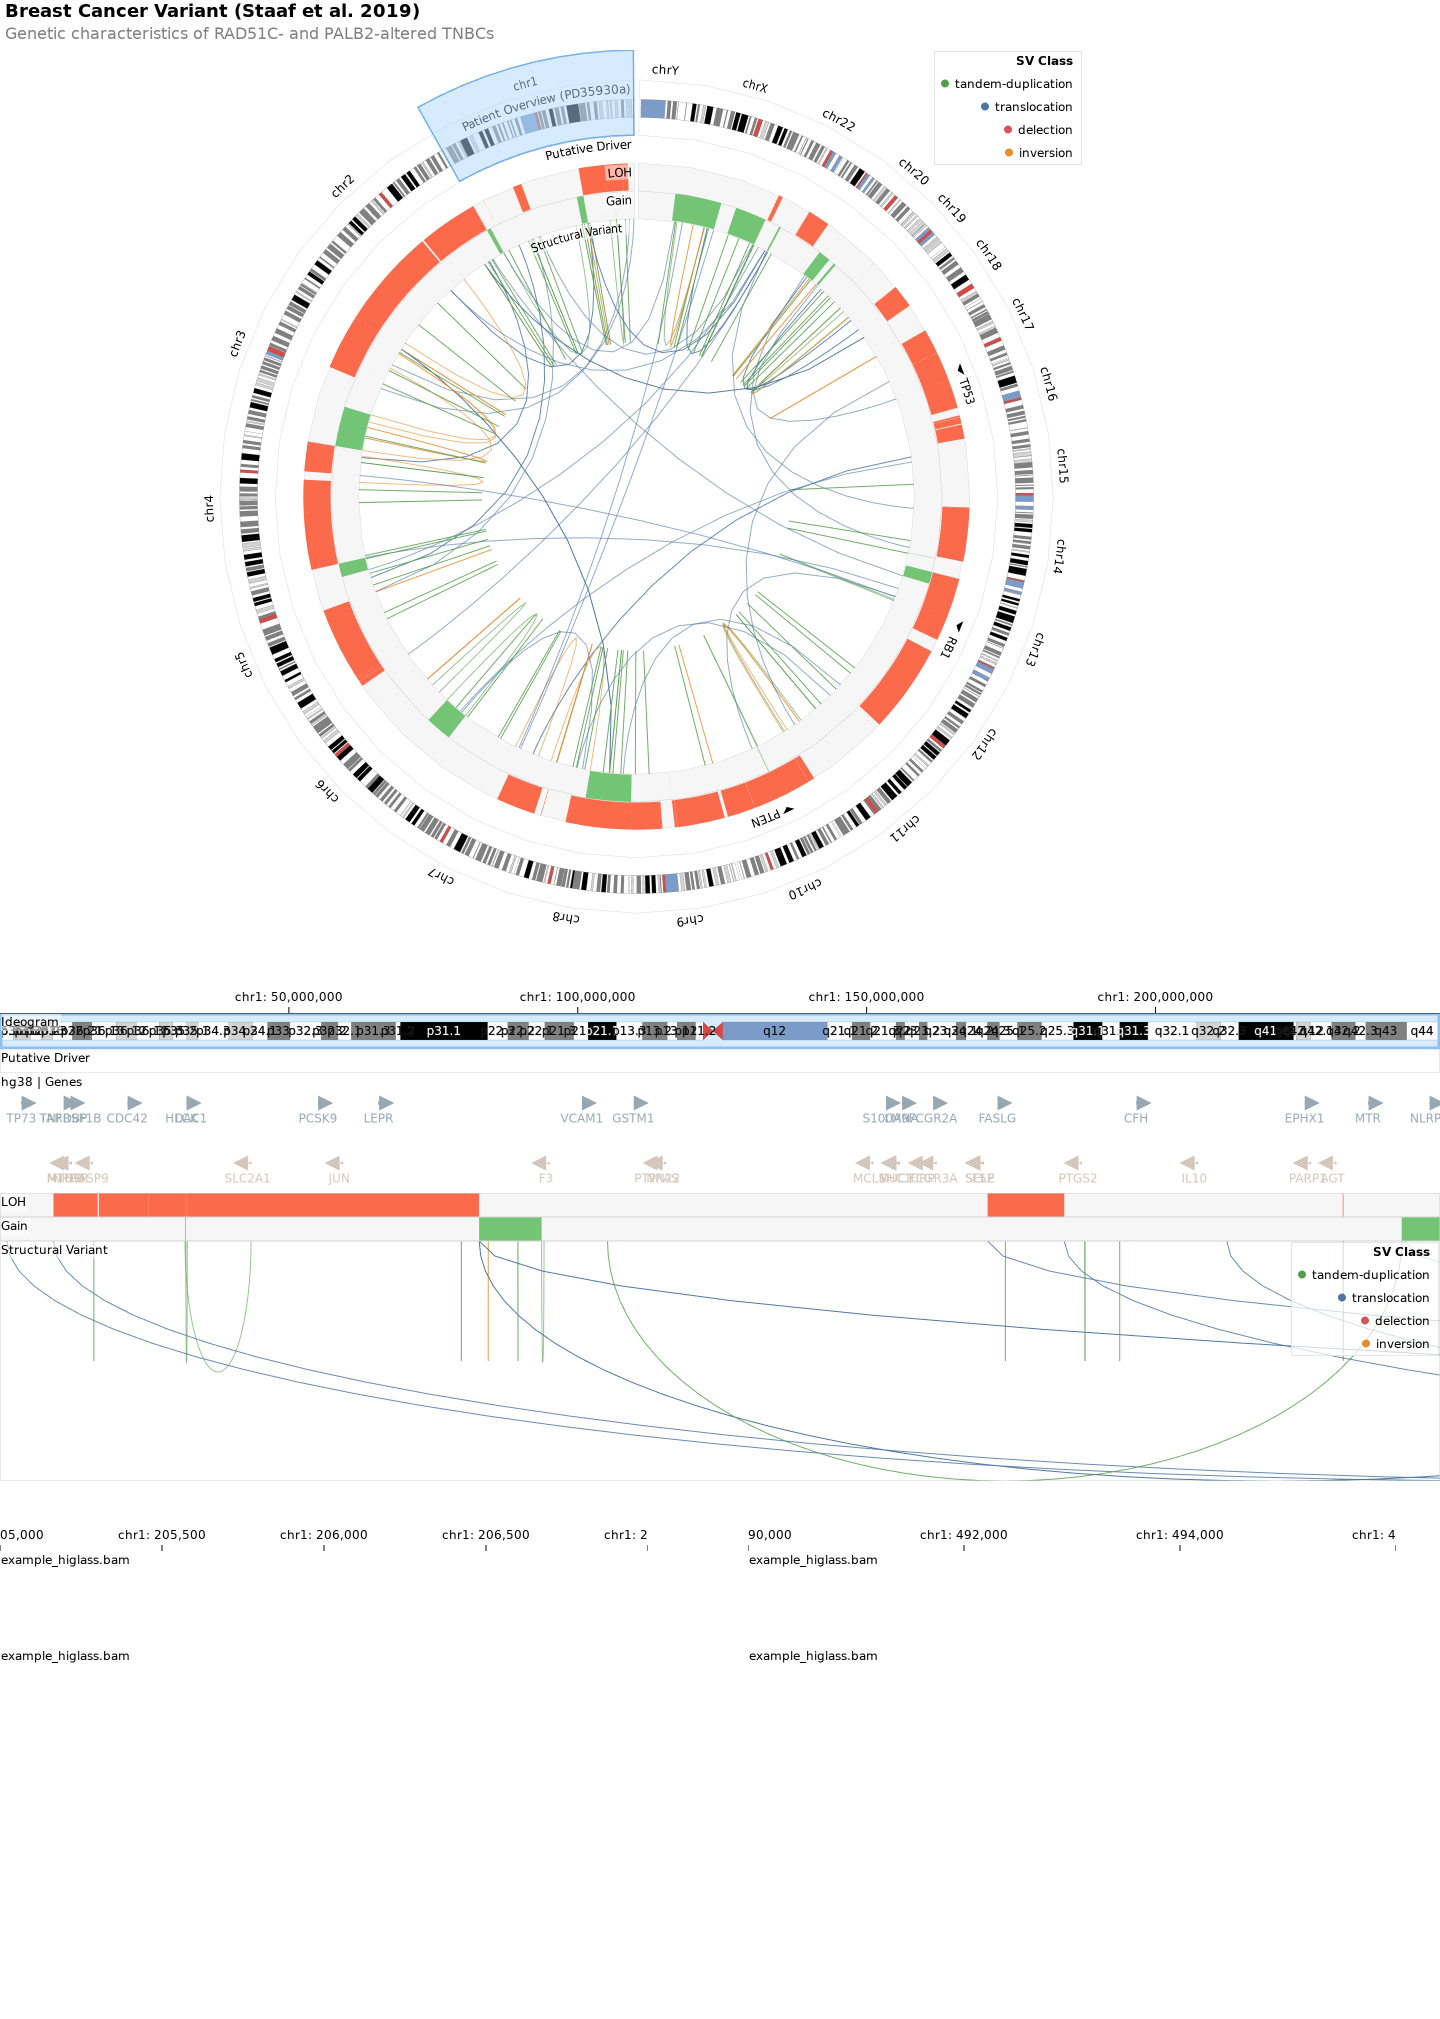 Breast Cancer Variant (Staaf et al. 2019)
Genetic characteristics of RAD51C- and PALB2-altered TNBCs
chr1
Patient Overview (PD35930a)
Putative Driver
LOH
Gain
Structural Variant
chrY
chrX
chr22
chr20
chr19
chr18
chr17
chr16
chr15
chr14
chr13
chr12
chr11
chr10
chr9
chr8
chr7
chr6
chr5
chr4
chr3
chr2
TP53
RB1
PTEN
SV Class
tandem-duplication
translocation
delection
inversion
chr1: 50,000,000 chr1: 100,000,000 chr1: 150,000,000 chr1: 200,000,000
Ideogram
p31.1 q12 q32.1 q41 q43 q44
Putative Driver
hg38 | Genes
TP73 CDC42 PCSK9 LEPR VCAM1 GSTM1 FASLG CFH EPHX1 MTR NLRP
SLC2A1 JUN F3 PTGS2 IL10 PARP1 AGT
LOH
Gain
Structural Variant
SV Class
tandem-duplication
translocation
delection
inversion
05,000 chr1: 205,500 chr1: 206,000 chr1: 206,500 chr1: 2
90,000 chr1: 492,000 chr1: 494,000 chr1: 4
example_higlass.bam example_higlass.bam
example_higlass.bam example_higlass.bam